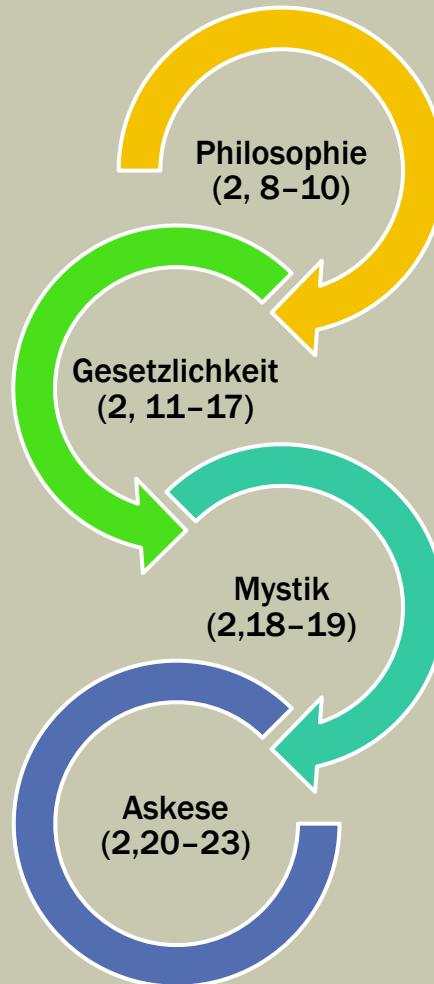 Philosophie
(2, 8–10)
Gesetzlichkeit
(2, 11–17)
Mystik
(2,18–19)
Askese
(2,20–23)